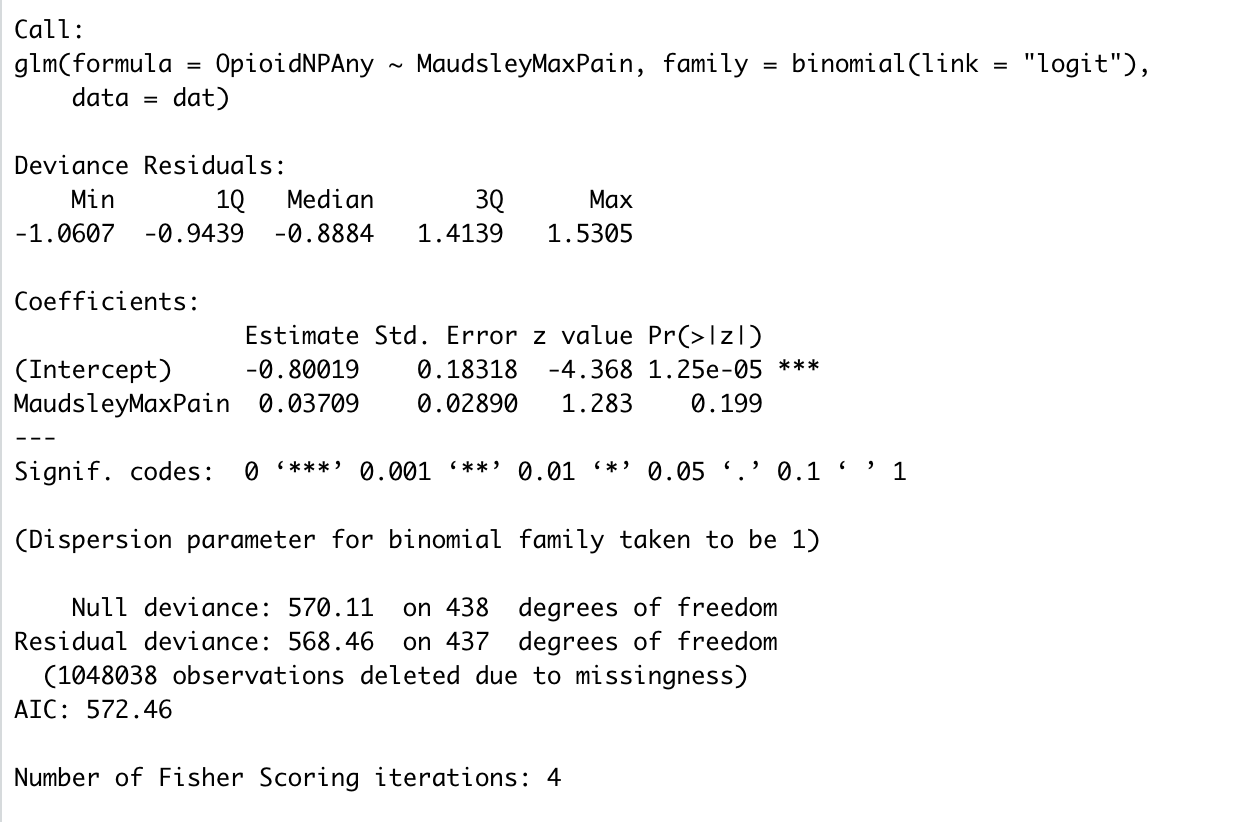 Call:
glm(formula = OpioidNPAny ~ MaudsleyMaxPain, family = binomial(link = "logit"),
    data = dat)

Deviance Residuals:
    Min       1Q   Median       3Q      Max
-1.0607  -0.9439  -0.8884   1.4139   1.5305

Coefficients:
                Estimate Std. Error z value Pr(>|z|)
(Intercept)     -0.80019    0.18318  -4.368 1.25e-05 ***
MaudsleyMaxPain  0.03709    0.02890   1.283    0.199
---
Signif. codes:  0 ‘***’ 0.001 ‘**’ 0.01 ‘*’ 0.05 ‘.’ 0.1 ‘ ’ 1

(Dispersion parameter for binomial family taken to be 1)

    Null deviance: 570.11  on 438  degrees of freedom
Residual deviance: 568.46  on 437  degrees of freedom
  (1048038 observations deleted due to missingness)
AIC: 572.46

Number of Fisher Scoring iterations: 4